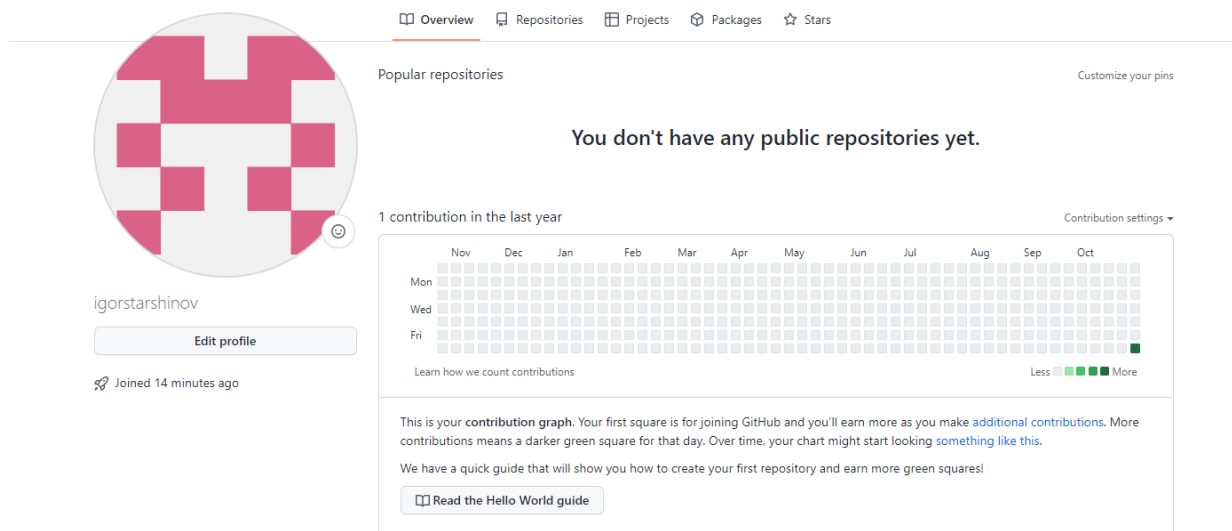 Overview Repositories Projects Packages Stars
Popular repositories
Customize your pins
You don't have any public repositories yet.
1 contribution in the last year
Contribution settings
Nov Dec Jan Feb Mar Apr May Jun Jul Aug Sep Oct
Mon
Wed
Fri
Learn how we count contributions
Less More
This is your contribution graph. Your first square is for joining GitHub and you'll earn more as you make additional contributions. More
contributions means a darker green square for that day. Over time, your chart might start looking something like this.
We have a quick guide that will show you how to create your first repository and earn more green squares!
Read the Hello World guide
igorstarshinov
Edit profile
Joined 14 minutes ago